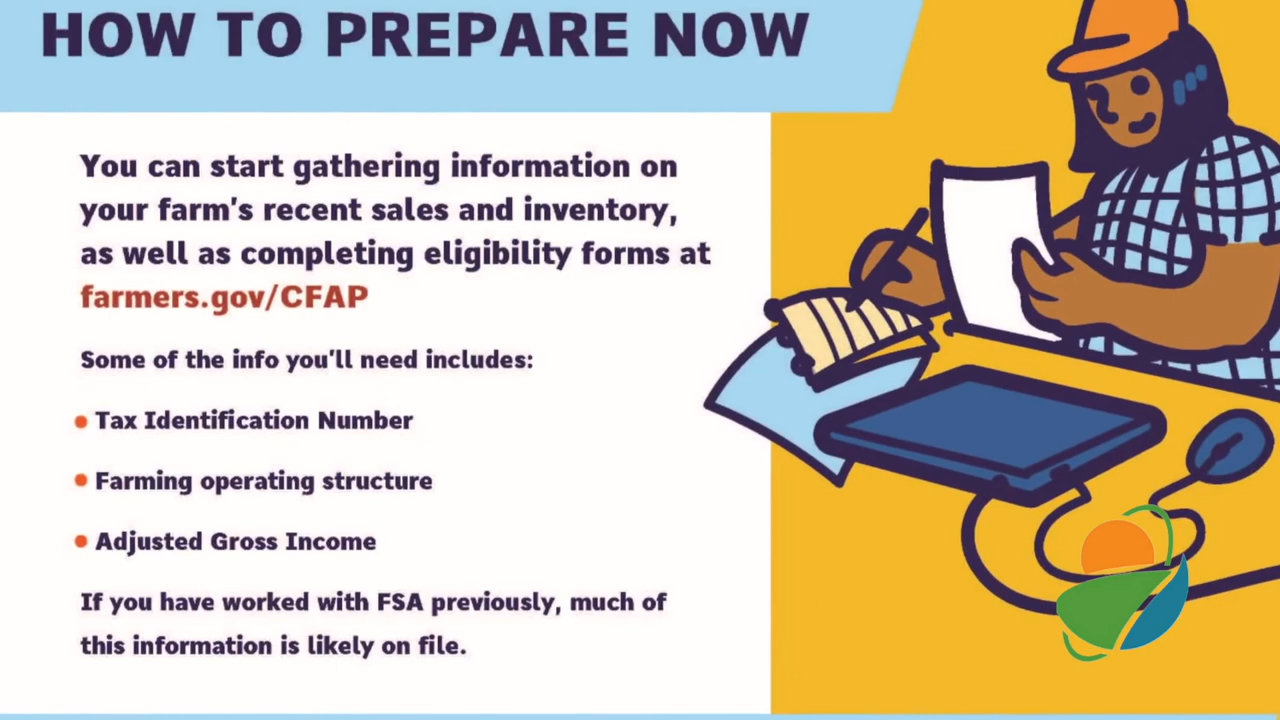 HOW TO PREPARE NOW
You can start gathering information on
your farm's recent sales and inventory,
as well as completing eligibility forms at
farmers.gov/CFAP
Some of the info you'll need includes:
• Tax Identification Number
• Farming operating structure
• Adjusted Gross Income
If you have worked with FSA previously, much of
this information is likely on file.